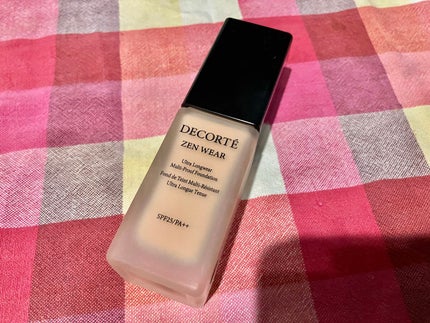 DECORTÉ
ZEN WEAR
Ultra Longwear
Multi-Proof Foundation
Fond de Teint Multi-Résistant
Ultra Longue Tenue
SPF25/PA++